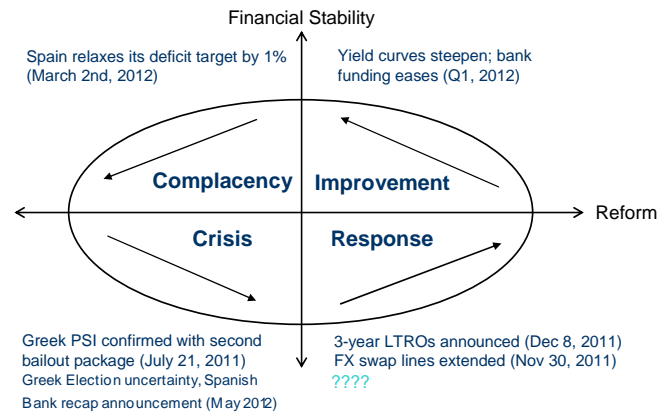 Financial Stability
Spain relaxes its deficit target by 1%
(March 2nd, 2012)
Yield curves steepen; bank
funding eases (Q1, 2012)
Complacency
Improvement
Reform
Crisis
Response
Greek PSI confirmed with second
bailout package (July 21, 2011)
Greek Election uncertainty, Spanish
Bank recap announcement (May 2012)
3-year LTROs announced (Dec 8, 2011)
FX swap lines extended (Nov 30, 2011)
????